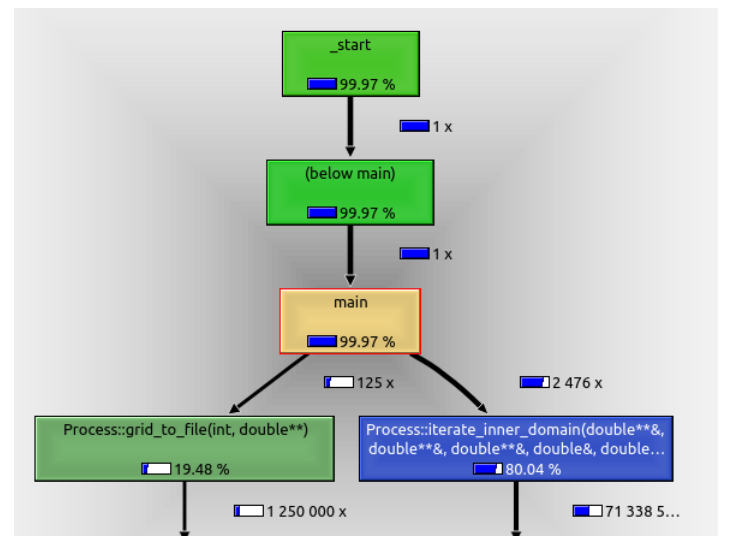 _start
99.97 %
1 x
(below main)
99.97 %
1 x
main
99.97 %
125 x
2 476 x
Process::grid_to_file(int, double**)
19.48 %
Process::iterate_inner_domain(double**&,
double**&, double**&, double&, double...
80.04 %
1 250 000 x
71 338 5...